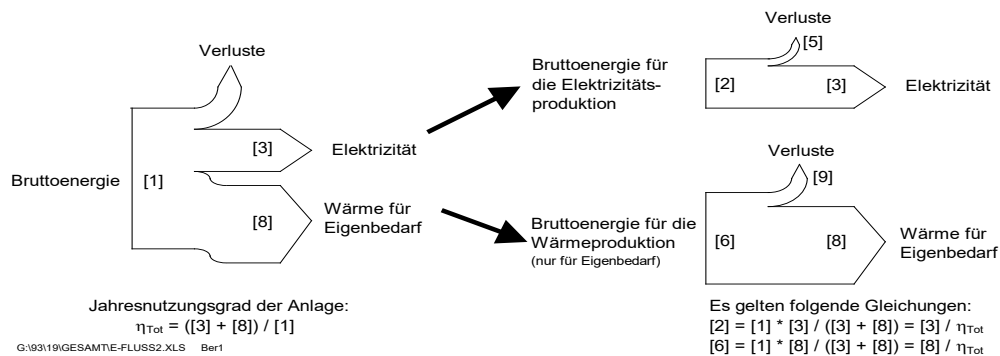 Verluste
Bruttoenergie
[1]
[3]
Elektrizität
[8]
Wärme für
Eigenbedarf
Jahresnutzungsgrad der Anlage:
ηTot = ([3] + [8]) / [1]
G:\93\19\GESAMT\E-FLUSS2.XLS Ber1
Verluste
[5]
Bruttoenergie für
die Elektrizitäts-
produktion
[2]
[3]
Elektrizität
Verluste
[9]
Bruttoenergie für die
Wärmeproduktion
(nur für Eigenbedarf)
[6]
[8]
Wärme für
Eigenbedarf
Es gelten folgende Gleichungen:
[2] = [1] * [3] / ([3] + [8]) = [3] / ηTot
[6] = [1] * [8] / ([3] + [8]) = [8] / ηTot